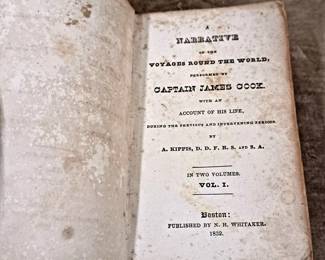 A
NARRATIVE
OF THE
VOYAGES ROUND THE WORLD,
PERFORMED BY
CAPTAIN JAMES COOK.
WITH AN
ACCOUNT OF HIS LIFE,
DURING THE PREVIOUS AND INTERVENING PERIODS.
BY
A. KIPPIS, D. D. F. R. S. AND S. A.
IN TWO VOLUMES.
VOL. I.
Boston:
PUBLISHED BY N. H. WHITAKER.
1832.